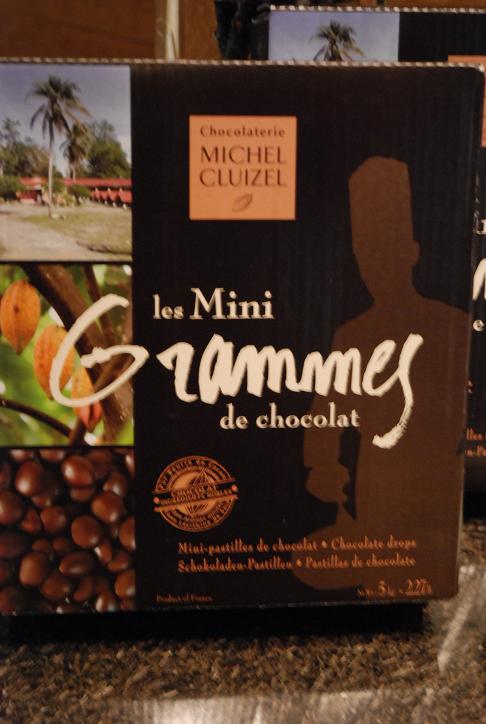 Chocolaterie
MICHEL
CLUIZEL
les Mini
Grammes
de chocolat
CHOCOLAT
Mini-pastilles de chocolat • Chocolate drops
Schokoladen-Pastillen • Pastillas de chocolate
Product of France